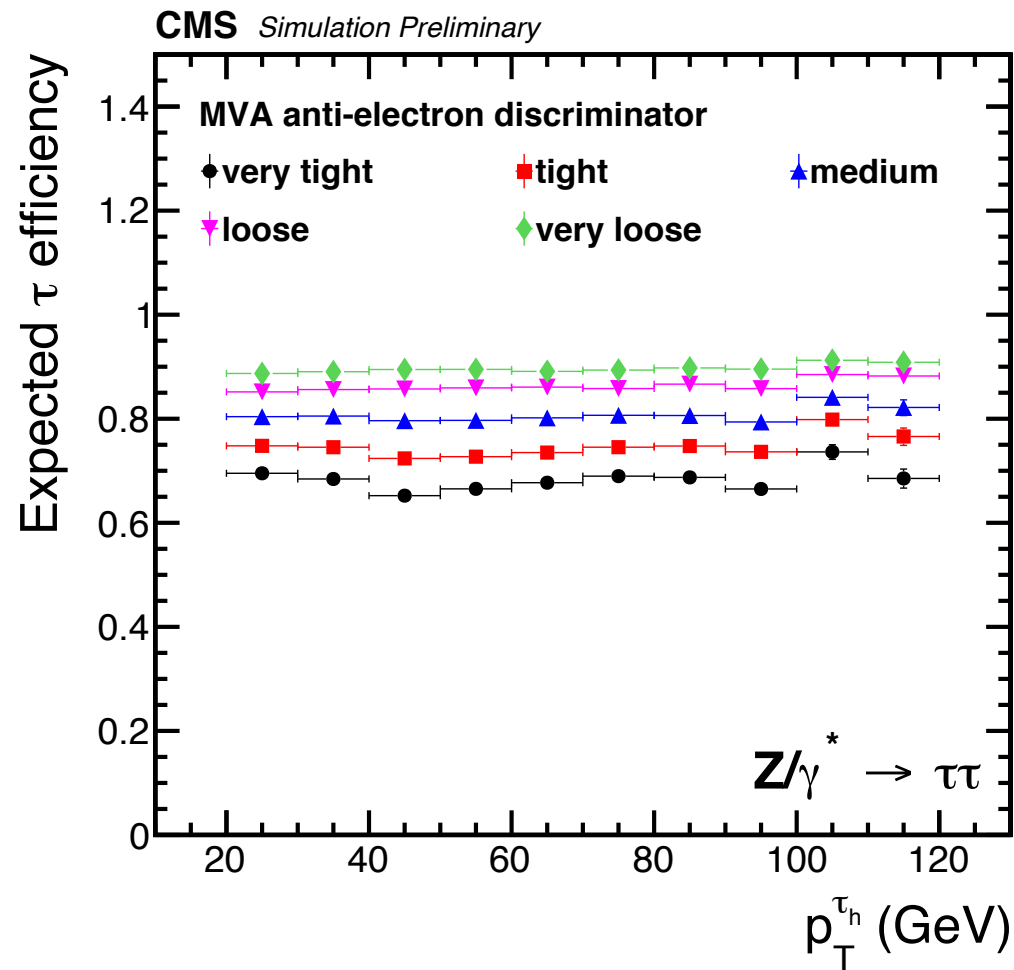 CMS Simulation Preliminary
Expected τ efficiency
MVA anti-electron discriminator
very tight tight medium
loose very loose
1.4
1.2
1
0.8
0.6
0.4
0.2
0
Z/γ* → ττ
20 40 60 80 100 120
p_T^{τ_h} (GeV)